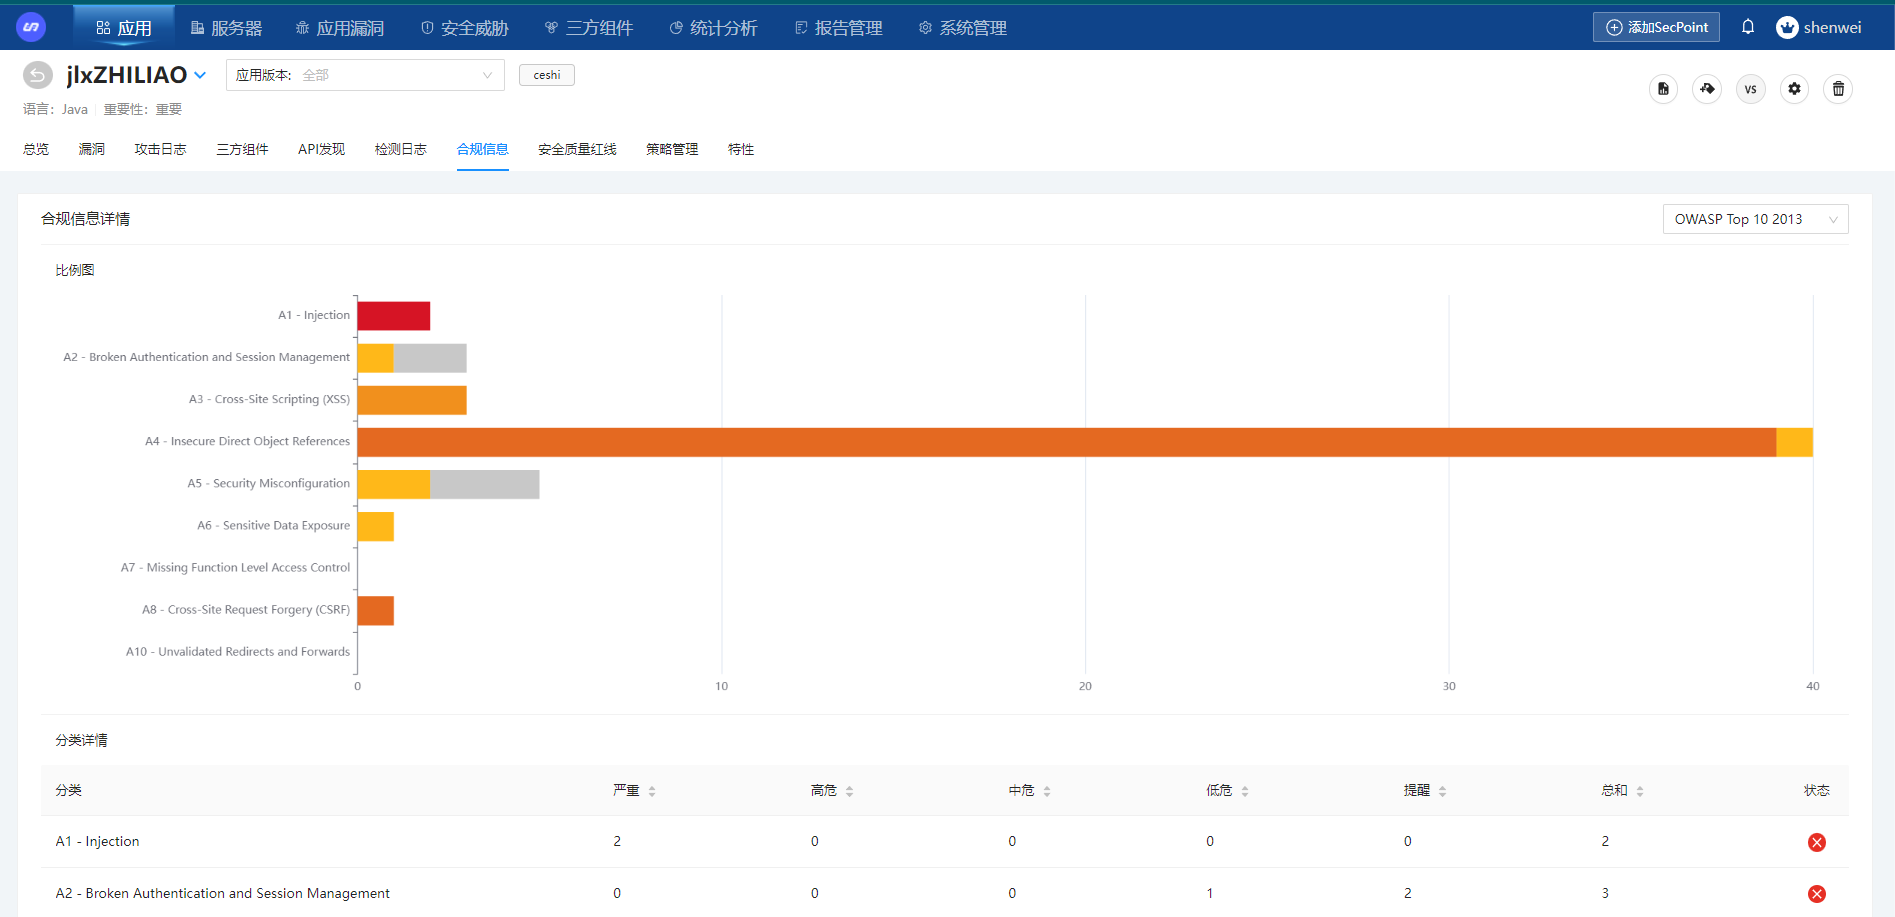 应用 服务器 应用漏洞 安全威胁 三方组件 统计分析 报告管理 系统管理 添加SecPoint shenwei
jlxZHILIAO 应用版本: 全部 ceshi
VS
语言: Java 重要性: 重要
总览 漏洞 攻击日志 三方组件 API发现 检测日志 合规信息 安全质量红线 策略管理 特性
合规信息详情 OWASP Top 10 2013
比例图
A1 - Injection
A2 - Broken Authentication and Session Management
A3 - Cross-Site Scripting (XSS)
A4 - Insecure Direct Object References
A5 - Security Misconfiguration
A6 - Sensitive Data Exposure
A7 - Missing Function Level Access Control
A8 - Cross-Site Request Forgery (CSRF)
A10 - Unvalidated Redirects and Forwards
0 10 20 30 40
分类详情
分类 严重 高危 中危 低危 提醒 总和 状态
A1 - Injection 2 0 0 0 0 2
A2 - Broken Authentication and Session Management 0 0 0 1 2 3